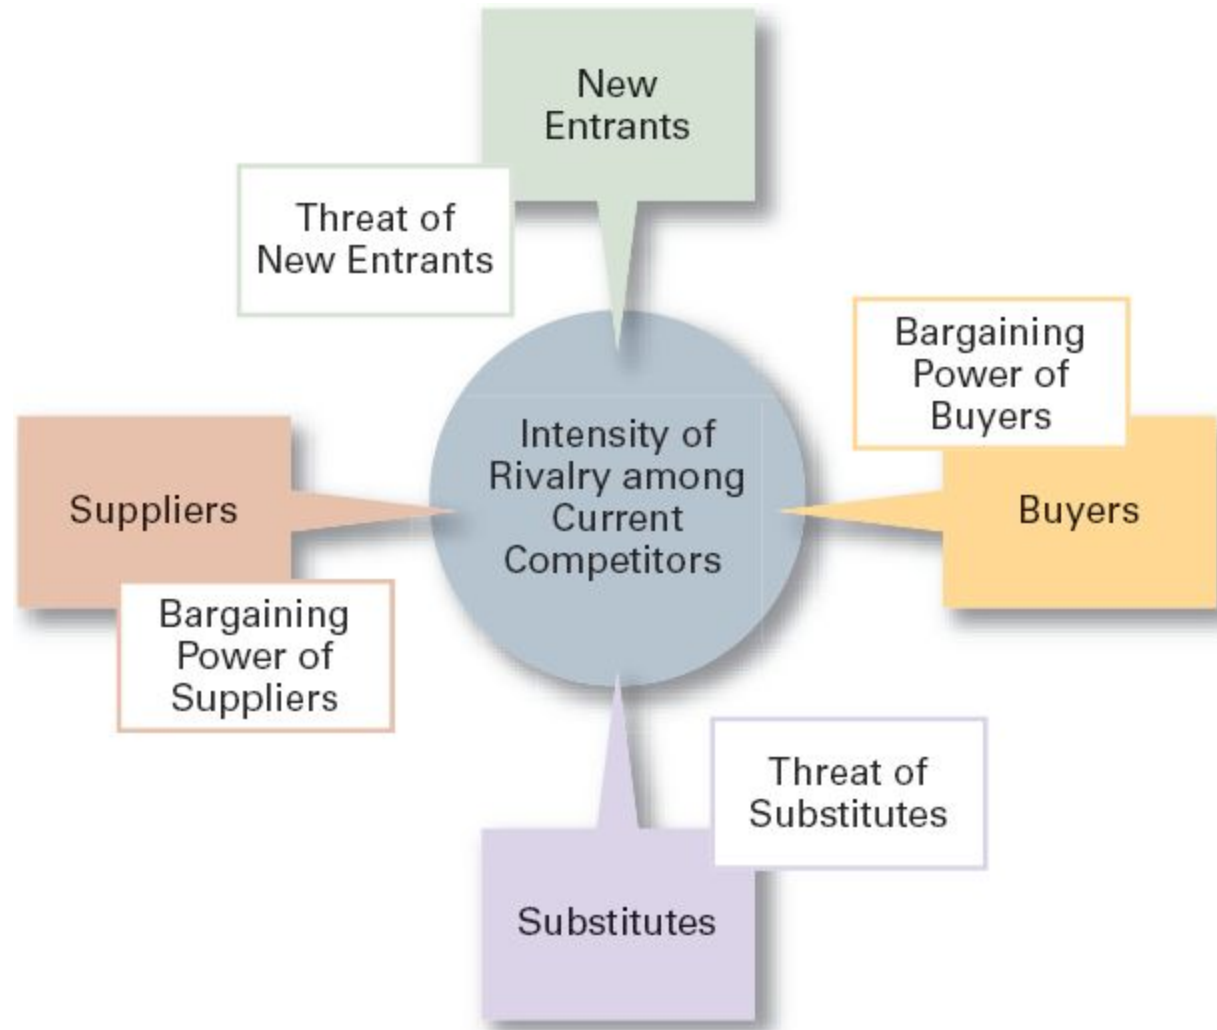 New
Entrants
Threat of
New Entrants
Bargaining
Power of
Buyers
Intensity of
Rivalry among
Current
Competitors
Suppliers
Buyers
Bargaining
Power of
Suppliers
Threat of
Substitutes
Substitutes